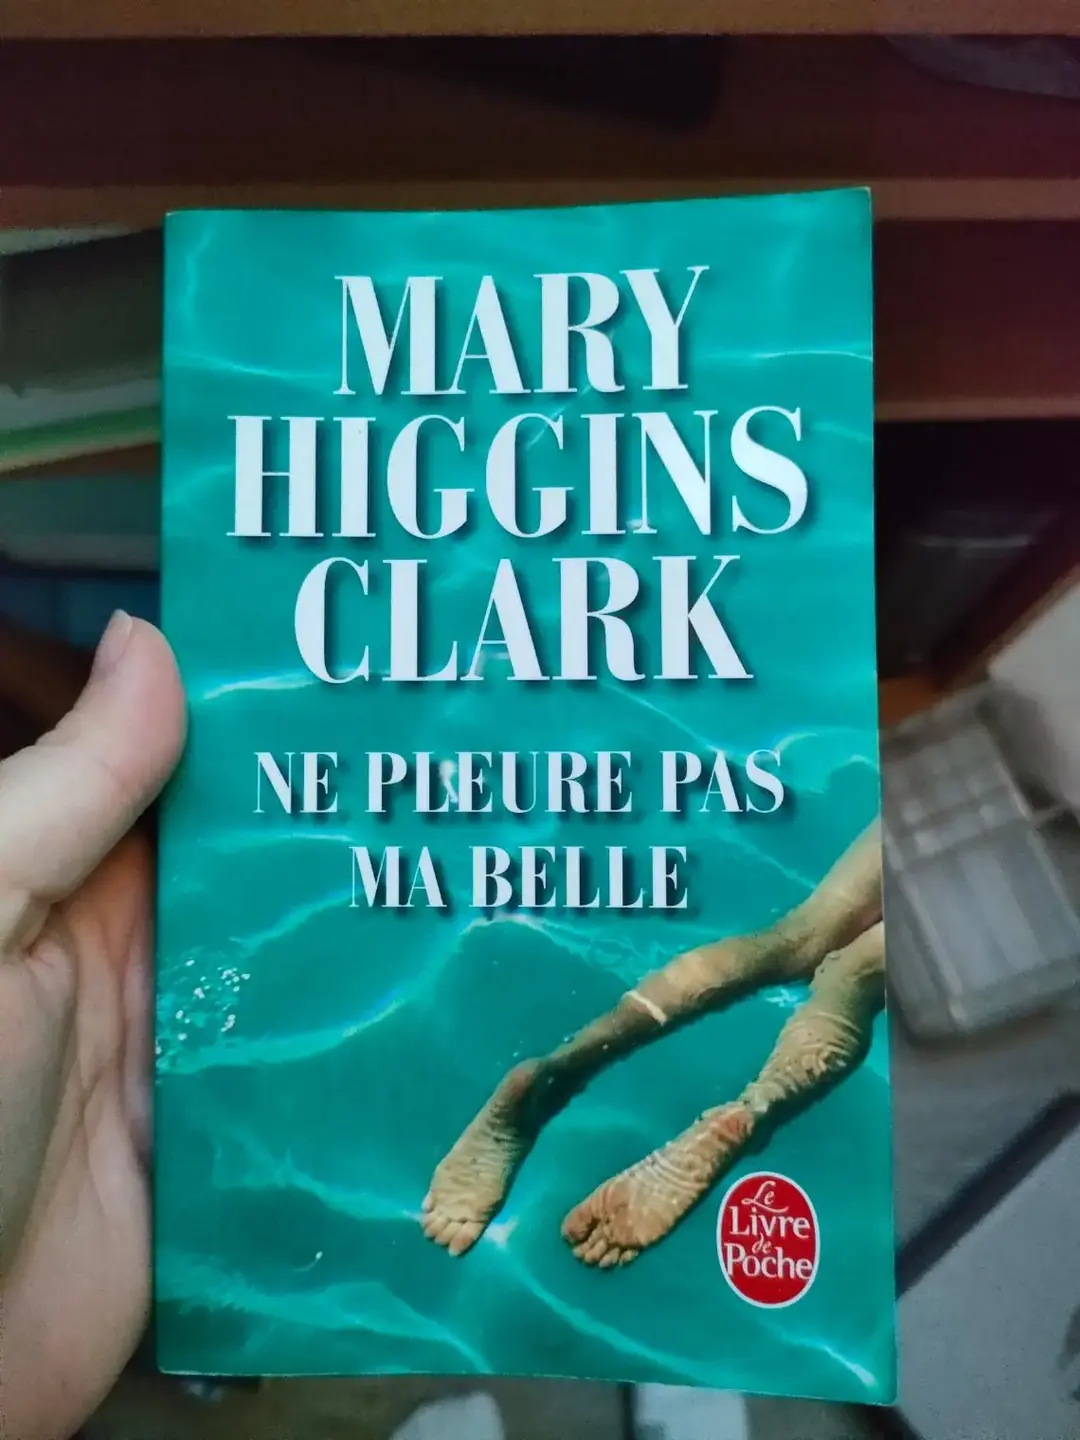 MARY
HIGGINS
CLARK
NE PLEURE PAS
MA BELLE
Le
Livre
de
Poche